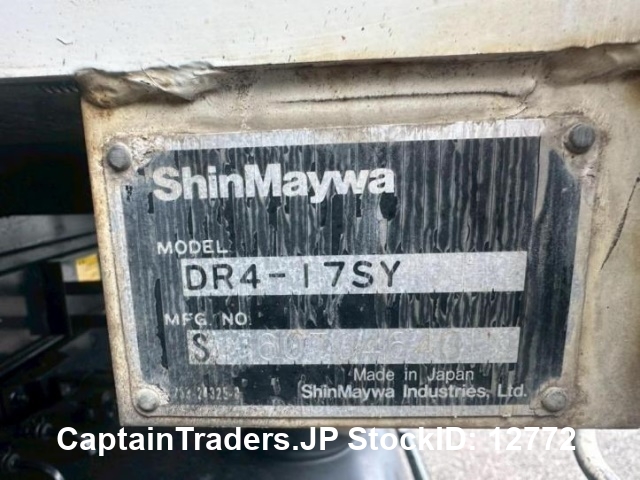 ShinMaywa
MODEL
DR4-17SY
MFG. NO.
S
Made in Japan
ShinMaywa Industries, Ltd.
CaptainTraders.JP StockID: 12772